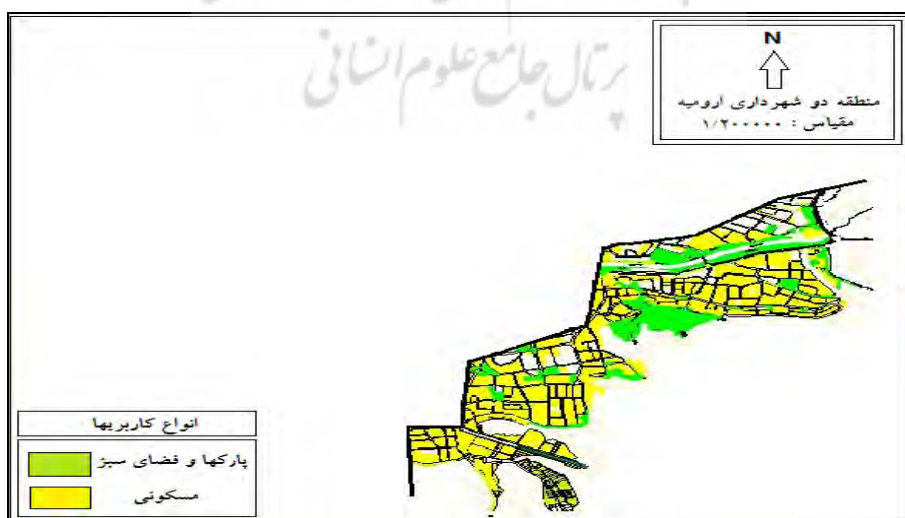 پرتال جامع علوم انسانی
N
منطقه دو شهرداری ارومیه
مقیاس : ۱/۲۰۰۰۰۰
انواع کاربریها
پارکها و فضای سبز
مسکونی